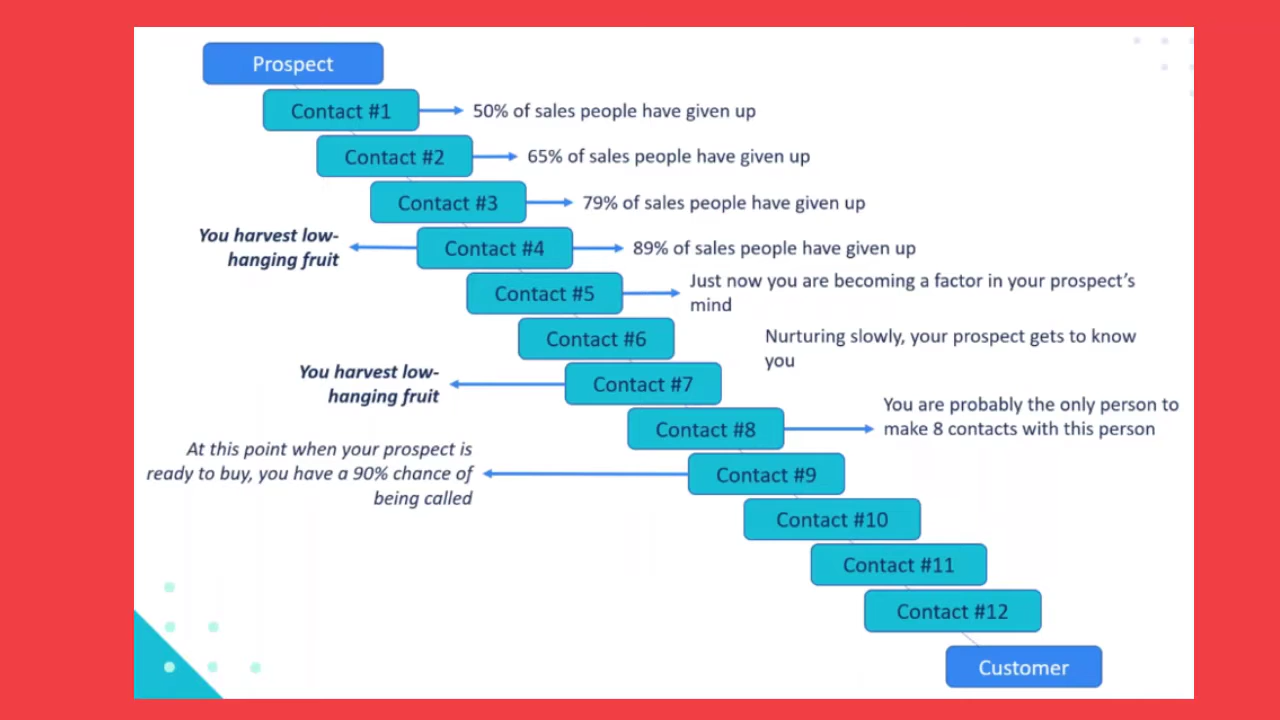 Prospect
Contact #1
50% of sales people have given up
Contact #2
65% of sales people have given up
Contact #3
79% of sales people have given up
You harvest low-
hanging fruit
Contact #4
89% of sales people have given up
Contact #5
Just now you are becoming a factor in your prospect's
mind
Contact #6
Nurturing slowly, your prospect gets to know
you
You harvest low-
hanging fruit
Contact #7
Contact #8
You are probably the only person to
make 8 contacts with this person
At this point when your prospect is
ready to buy, you have a 90% chance of
being called
Contact #9
Contact #10
Contact #11
Contact #12
Customer